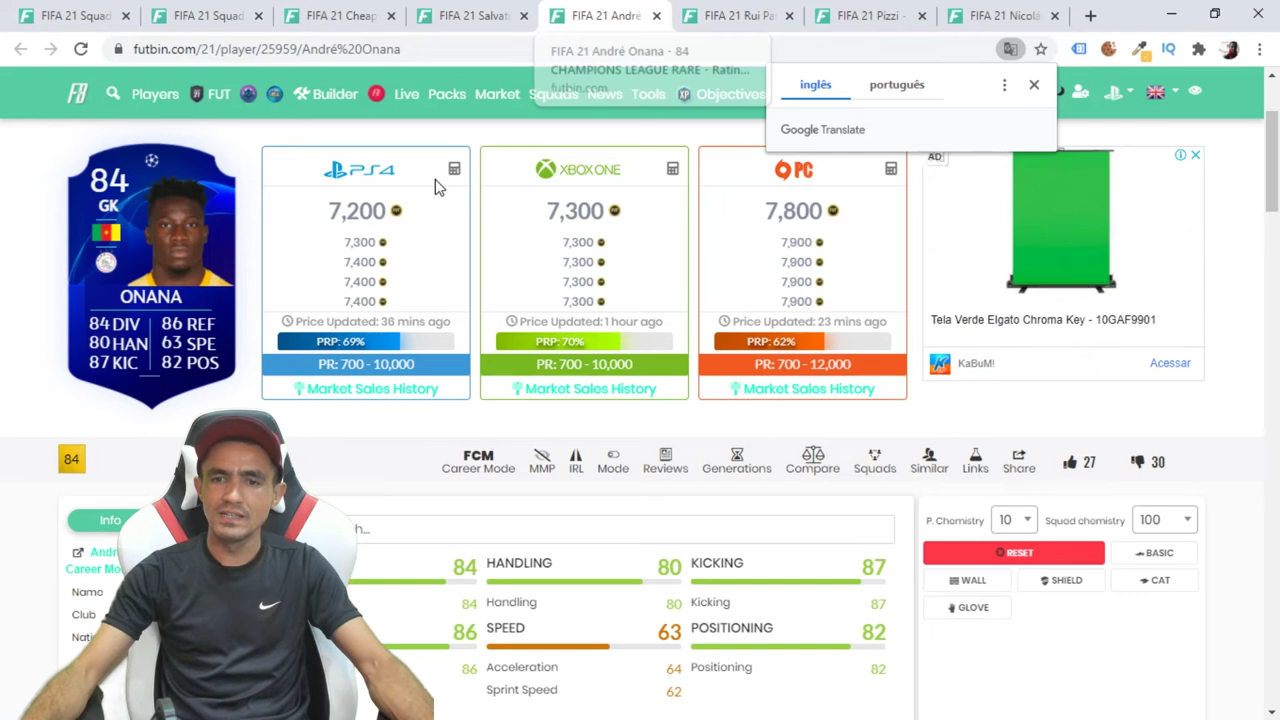 FIFA 21 Squad
FIFA 21 Squad
FIFA 21 Cheap
FIFA 21 Salvat
FIFA 21 André
FIFA 21 Rui Pat
FIFA 21 Pizzi -
FIFA 21 Nicolá
futbin.com/21/player/25959/André%20Onana
FIFA 21 André Onana - 84
CHAMPIONS LEAGUE RARE - Ratin...
futbin.com
inglês
português
Google Translate
Players
FUT
Builder
Live
Packs
Market
Squads
News
Tools
XP
Objectives
84
GK
ONANA
84 DIV
86 REF
80 HAN
63 SPE
87 KIC
82 POS
PS4
7,200
7,300
7,400
7,400
7,400
Price Updated: 36 mins ago
PRP: 69%
PR: 700 - 10,000
Market Sales History
XBOX ONE
7,300
7,300
7,300
7,300
7,300
Price Updated: 1 hour ago
PRP: 70%
PR: 700 - 10,000
Market Sales History
PC
7,800
7,900
7,900
7,900
7,900
Price Updated: 23 mins ago
PRP: 62%
PR: 700 - 12,000
Market Sales History
AD
Tela Verde Elgato Chroma Key - 10GAF9901
KaBuM!
Acessar
84
FCM
Career Mode
MMP
IRL
Mode
Reviews
Generations
Compare
Squads
Similar
Links
Share
27
30
Info
h...
Andr
Career Mo
Name
Club
Nati
84
84
86
86
HANDLING 80
Handling 80
SPEED 63
Acceleration 64
Sprint Speed 62
KICKING 87
Kicking 87
POSITIONING 82
Positioning 82
P. Chemistry 10
Squad chemistry 100
RESET
BASIC
WALL
SHIELD
CAT
GLOVE